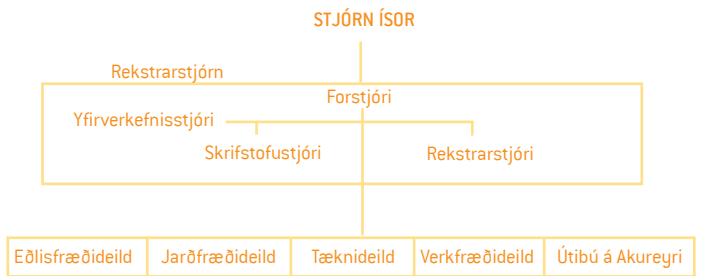 STJÓRN ÍSOR
Rekstrarstjórn
Forstjóri
Yfirverkefnisstjóri
Skrifstofustjóri
Rekstrarstjóri
Eðlisfræðideild
Jarðfræðideild
Tæknideild
Verkfræðideild
Útibú á Akureyri